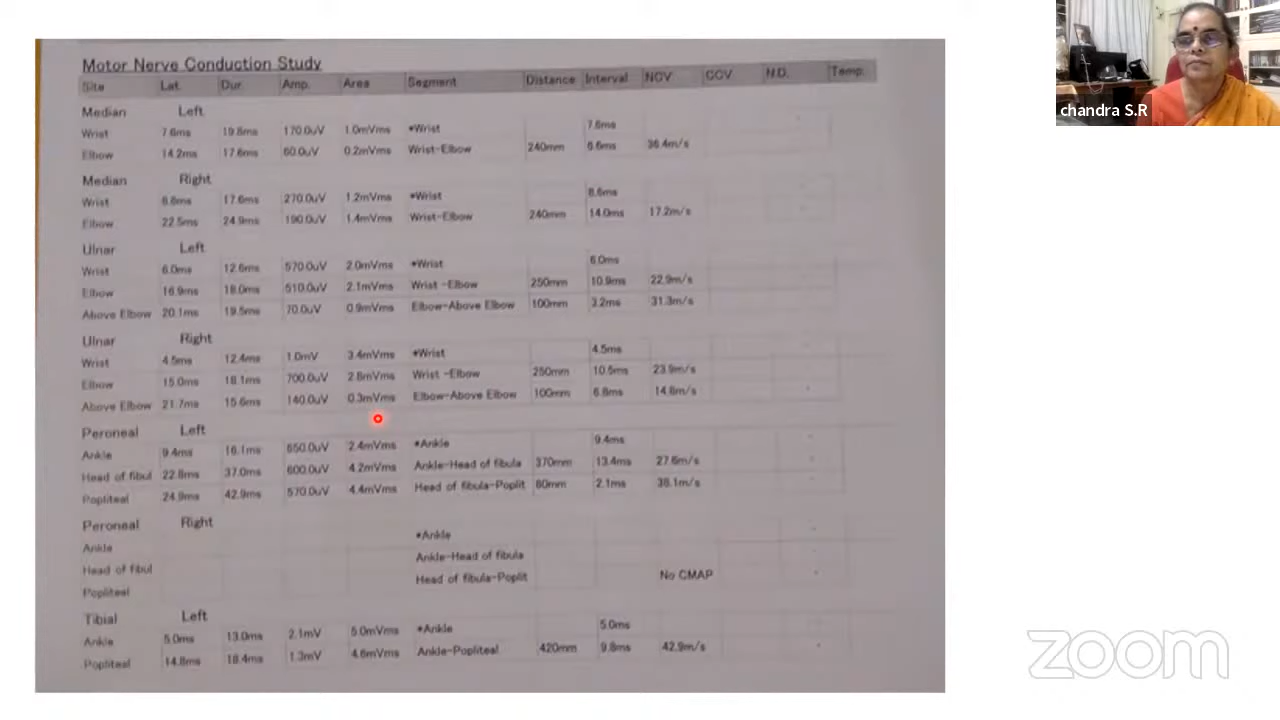 chandra S.R
Motor Nerve Conduction Study
Site Lat. Dur. Amp. Area Segment Distance Interval NCV CCV N.D. Temp.
Median Left
Wrist 7.6ms 19.8ms 170.0uV 1.0mVms *Wrist 7.6ms
Elbow 14.2ms 17.6ms 60.0uV 0.2mVms Wrist-Elbow 240mm 6.6ms 36.4m/s
Median Right
Wrist 8.6ms 17.6ms 270.0uV 1.2mVms *Wrist 8.6ms
Elbow 22.5ms 24.9ms 190.0uV 1.4mVms Wrist-Elbow 240mm 14.0ms 17.2m/s
Ulnar Left
Wrist 6.0ms 12.6ms 570.0uV 2.0mVms *Wrist 6.0ms
Elbow 16.9ms 18.0ms 510.0uV 2.1mVms Wrist -Elbow 250mm 10.9ms 22.9m/s
Above Elbow 20.1ms 19.5ms 70.0uV 0.9mVms Elbow-Above Elbow 100mm 3.2ms 31.3m/s
Ulnar Right
Wrist 4.5ms 12.4ms 1.0mV 3.4mVms *Wrist 4.5ms
Elbow 15.0ms 18.1ms 700.0uV 2.8mVms Wrist -Elbow 250mm 10.5ms 23.9m/s
Above Elbow 21.7ms 15.6ms 140.0uV 0.3mVms Elbow-Above Elbow 100mm 6.8ms 14.8m/s
Peroneal Left
Ankle 9.4ms 16.1ms 650.0uV 2.4mVms *Ankle 9.4ms
Head of fibul 22.8ms 37.0ms 600.0uV 4.2mVms Ankle-Head of fibula 370mm 13.4ms 27.6m/s
Popliteal 24.9ms 42.9ms 570.0uV 4.4mVms Head of fibula-Poplit 80mm 2.1ms 38.1m/s
Peroneal Right
Ankle *Ankle
Head of fibul Ankle-Head of fibula
Popliteal Head of fibula-Poplit No CMAP
Tibial Left
Ankle 5.0ms 13.0ms 2.1mV 5.0mVms *Ankle 5.0ms
Popliteal 14.8ms 18.4ms 1.3mV 4.6mVms Ankle-Popliteal 420mm 9.8ms 42.9m/s
zoom